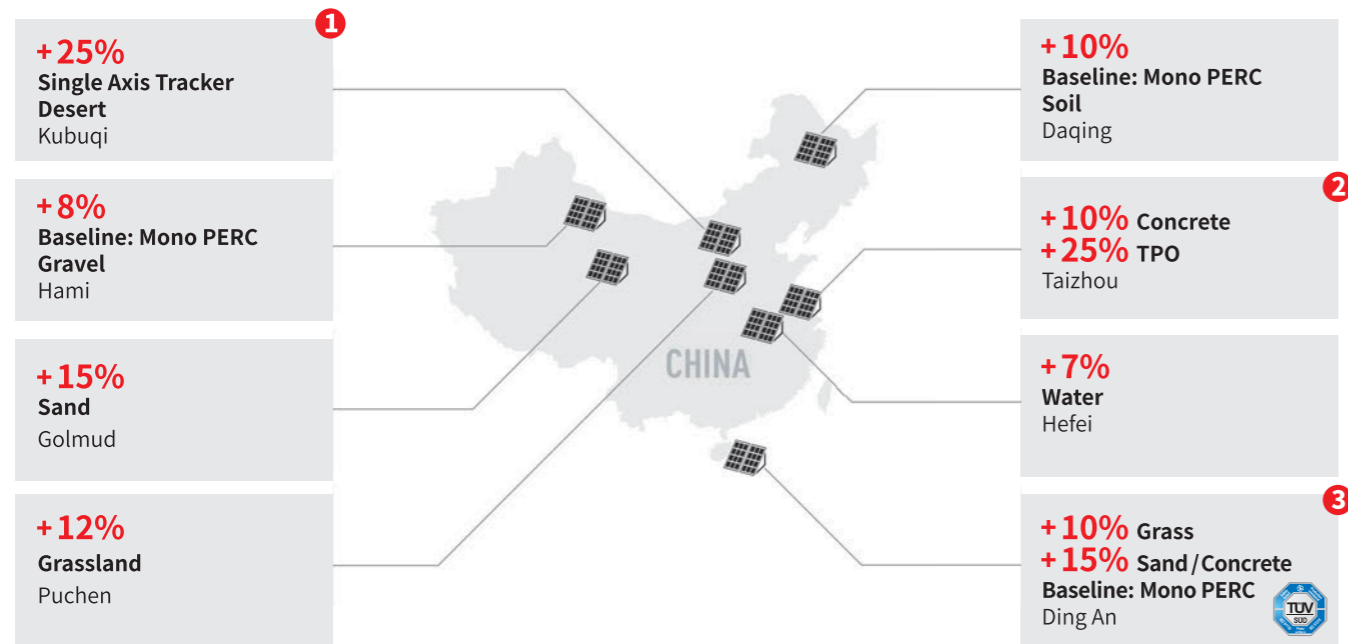 1
+25%
Single Axis Tracker
Desert
Kubuqi
+8%
Baseline: Mono PERC
Gravel
Hami
+15%
Sand
Golmud
+12%
Grassland
Puchen
CHINA
+10%
Baseline: Mono PERC
Soil
Daqing
2
+10% Concrete
+25% TPO
Taizhou
+7%
Water
Hefei
3
+10% Grass
+15% Sand/Concrete
Baseline: Mono PERC
Ding An
TÜV
SÜD